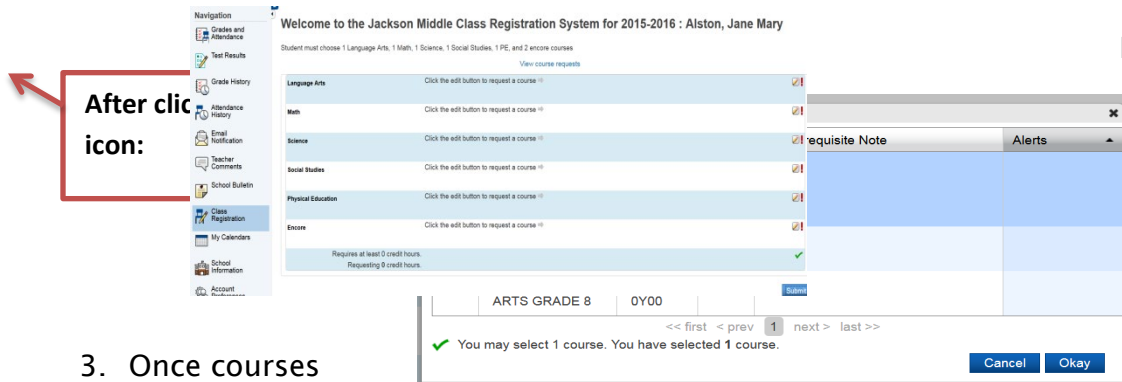 Navigation
Grades and
Attendance
Test Results
Grade History
Attendance
History
Email
Notification
Teacher
Comments
School Bulletin
Class
Registration
My Calendars
School
Information
Account
Welcome to the Jackson Middle Class Registration System for 2015-2016 : Alston, Jane Mary
Student must choose 1 Language Arts, 1 Math, 1 Science, 1 Social Studies, 1 PE, and 2 encore courses
View course requests
Language Arts Click the edit button to request a course
Math Click the edit button to request a course
Science Click the edit button to request a course
Social Studies Click the edit button to request a course
Physical Education Click the edit button to request a course
Encore Click the edit button to request a course
Requires at least 0 credit hours.
Requesting 0 credit hours.
Submit
After clic
icon:
requisite Note Alerts
ARTS GRADE 8 0Y00
<< first < prev 1 next > last >>
You may select 1 course. You have selected 1 course.
Cancel Okay
3. Once courses